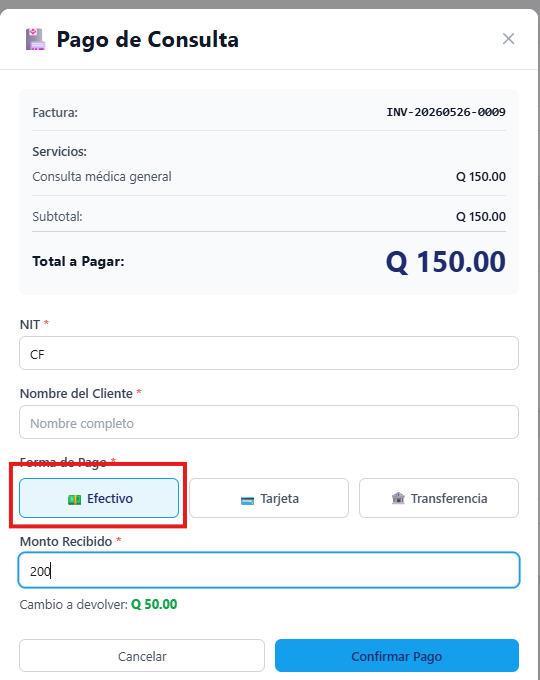 Pago de Consulta
Factura: INV-20260526-0009
Servicios:
Consulta médica general Q 150.00
Subtotal: Q 150.00
Total a Pagar: Q 150.00
NIT *
CF
Nombre del Cliente *
Nombre completo
Forma de Pago *
Efectivo Tarjeta Transferencia
Monto Recibido *
200
Cambio a devolver: Q 50.00
Cancelar Confirmar Pago